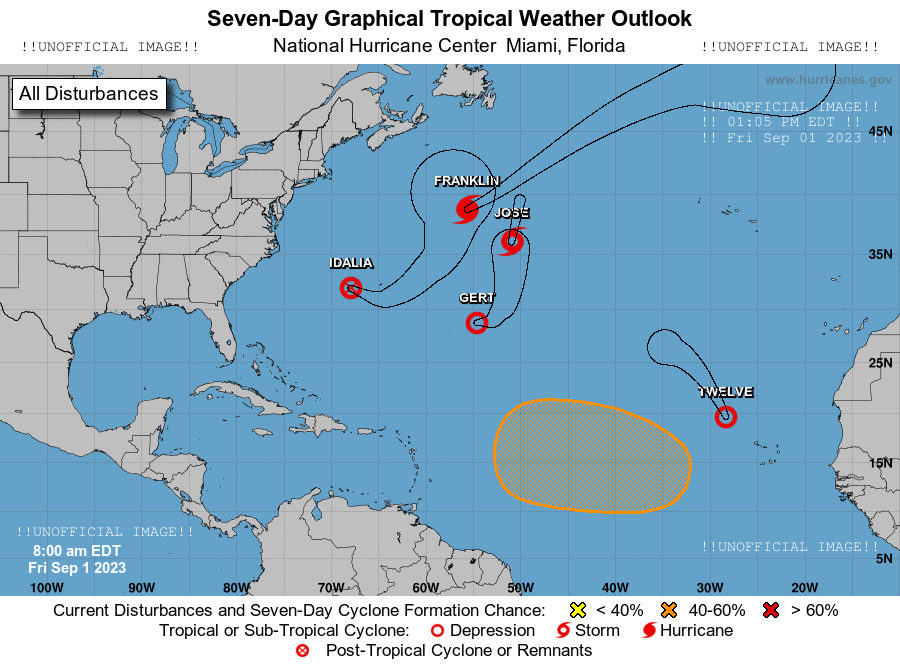 Seven-Day Graphical Tropical Weather Outlook
!!UNOFFICIAL IMAGE!! National Hurricane Center Miami, Florida !!UNOFFICIAL IMAGE!!
www.hurricanes.gov
All Disturbances
!!UNOFFICIAL IMAGE!!
!! 01:05 PM EDT !!
!! Fri Sep 01 2023 !!
45N
FRANKLIN
JOSE
35N
IDALIA
GERT
25N
TWELVE
15N
!!UNOFFICIAL IMAGE!!
8:00 am EDT
Fri Sep 1 2023
!!UNOFFICIAL IMAGE!!
5N
100W 90W 80W 70W 60W 50W 40W 30W 20W
Current Disturbances and Seven-Day Cyclone Formation Chance: < 40% 40-60% > 60%
Tropical or Sub-Tropical Cyclone: Depression Storm Hurricane
Post-Tropical Cyclone or Remnants